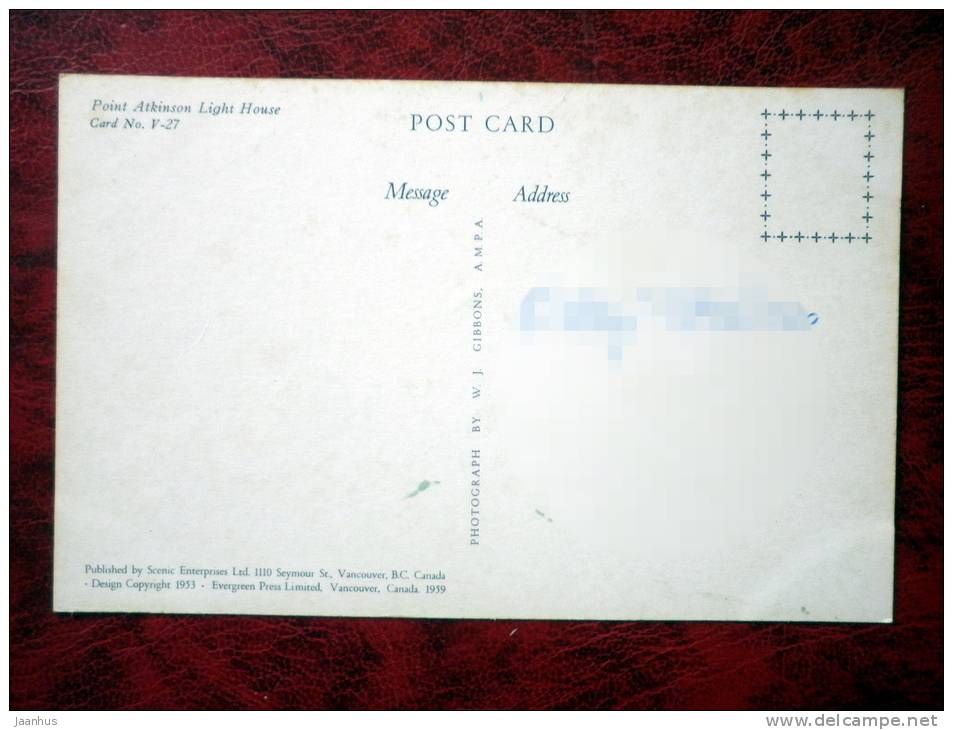 Point Atkinson Light House
Card No. V-27
POST CARD
Message
Address
PHOTOGRAPH BY W. J. GIBBONS, A.M.P.A.
Published by Scenic Enterprises Ltd. 1110 Seymour St., Vancouver, B.C. Canada
- Design Copyright 1953 - Evergreen Press Limited, Vancouver, Canada. 1959
jaanhus
www.delcampe.net